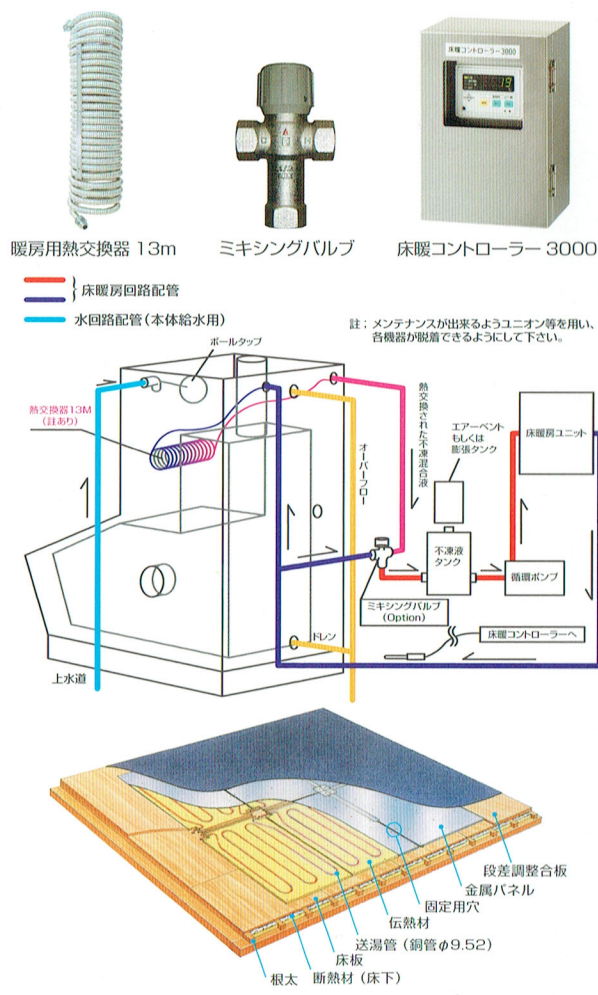 床暖コントローラー3000
13
暖房用熱交換器 13m
ミキシングバルブ
床暖コントローラー 3000
床暖房回路配管
水回路配管(本体給水用)
註；メンテナンスが出来るようユニオン等を用い、
各機器が脱着できるようにして下さい。
ボールタップ
熱交換器13M
(註あり)
オーバーフロー
熱交換された不凍混合液
エアーベント
もしくは
膨張タンク
床暖房ユニット
不凍液
タンク
循環ポンプ
ミキシングバルブ
(Option)
床暖コントローラーへ
ドレン
上水道
段差調整合板
金属パネル
固定用穴
伝熱材
送湯管（銅管φ9.52）
床板
断熱材（床下）
根太